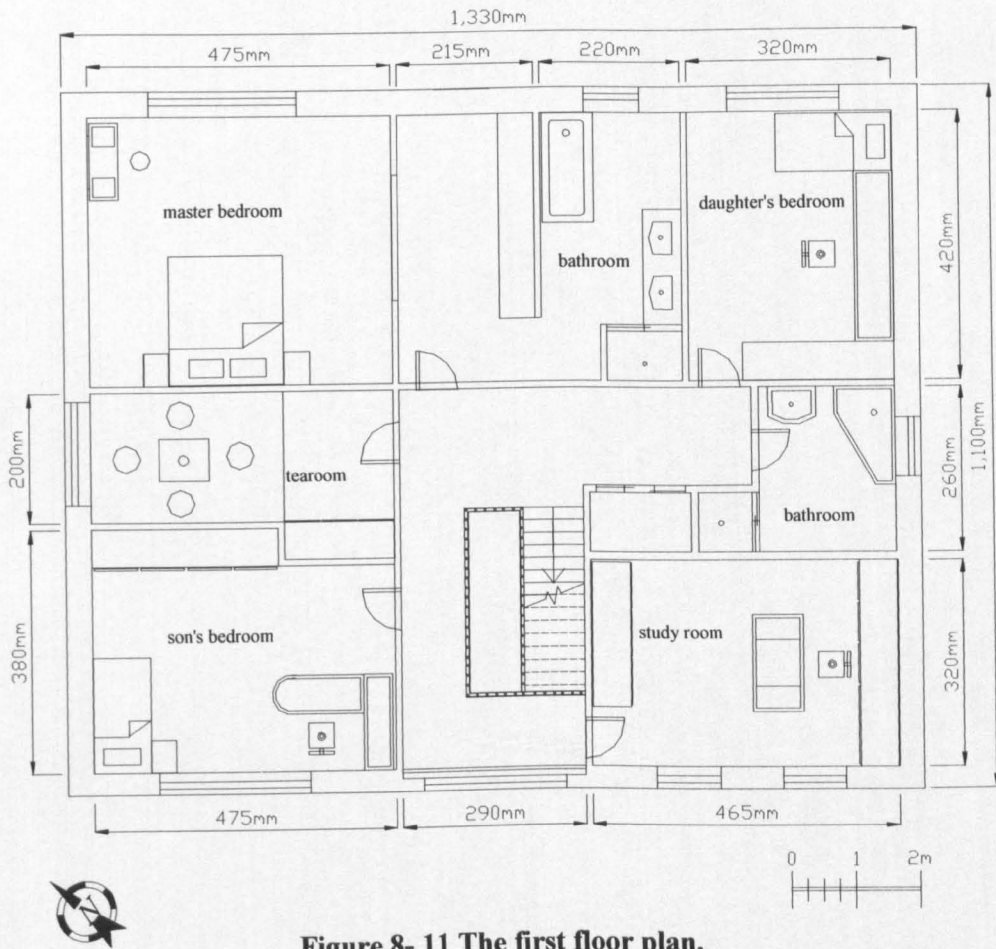 1,330mm
475mm 215mm 220mm 320mm
master bedroom
daughter's bedroom
bathroom
420mm
200mm
tearoom
260mm
1,100mm
bathroom
380mm
son's bedroom
study room
320mm
475mm 290mm 465mm
0 1 2m
N
Figure 8- 11 The first floor plan.